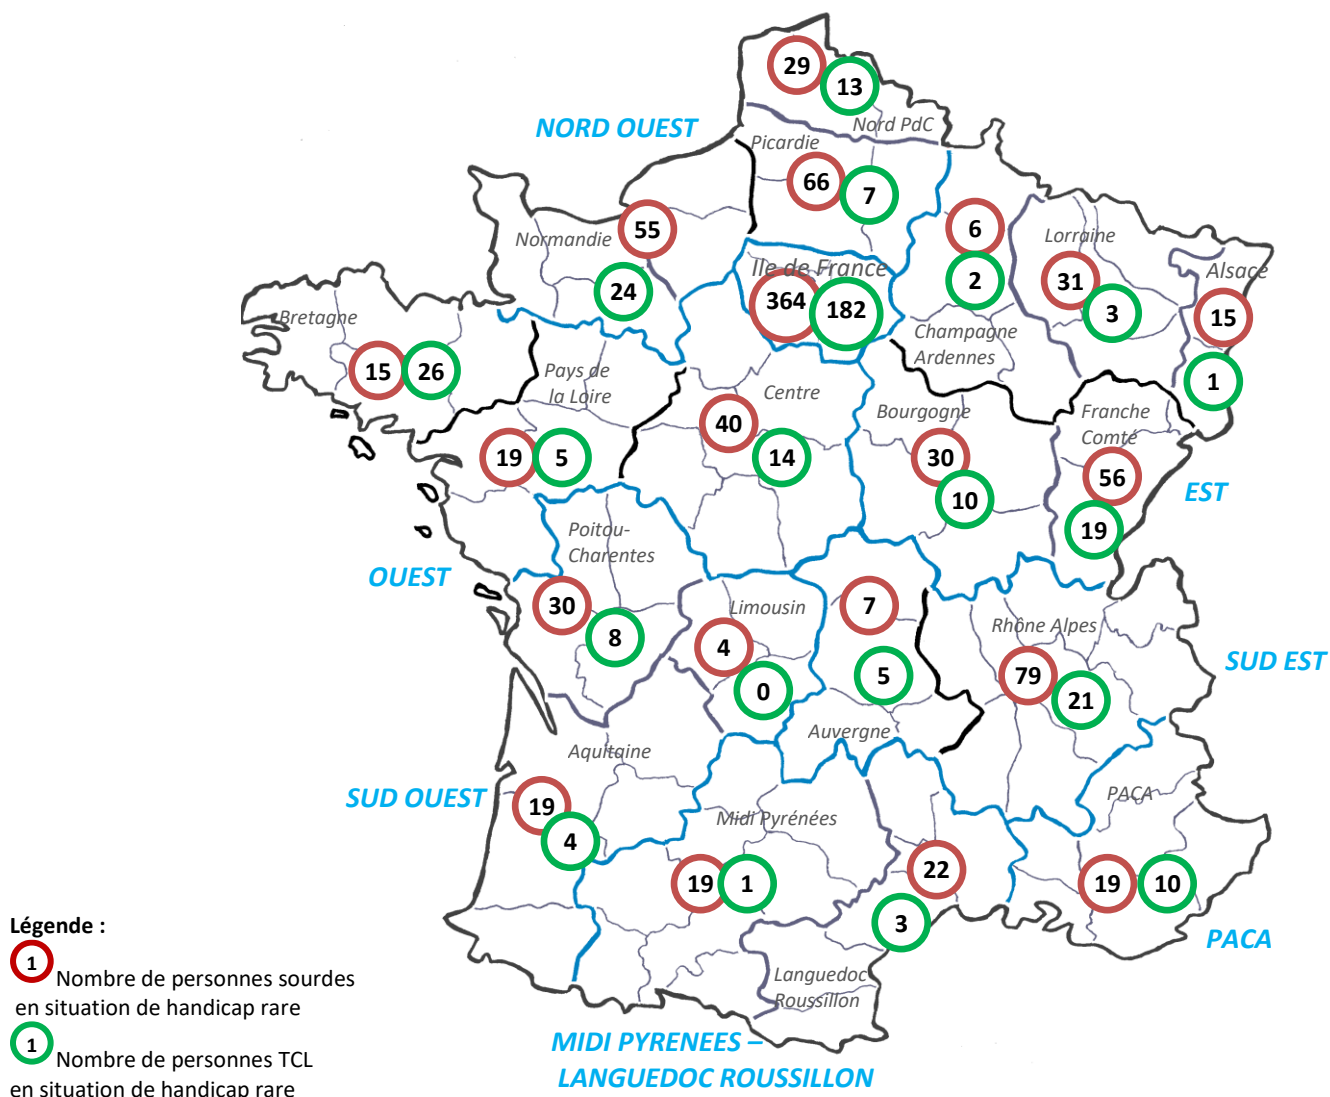 29
13
NORD OUEST
Nord PdC
Picardie
66
7
55
6
Normandie
Lorraine
Ile de France
Alsace
24
364
182
2
31
3
Bretagne
15
Champagne
Ardennes
15
26
Pays de
la Loire
1
Centre
Bourgogne
Franche
Comté
40
19
5
14
30
56
EST
10
19
Poitou-
Charentes
OUEST
30
8
Limousin
7
Rhône Alpes
4
0
5
79
21
SUD EST
Auvergne
Aquitaine
SUD OUEST
19
4
Midi Pyrénées
PACA
19
1
22
19
10
3
PACA
Languedoc
Roussillon
Légende :
1 Nombre de personnes sourdes
en situation de handicap rare
1 Nombre de personnes TCL
en situation de handicap rare
MIDI PYRENEES –
LANGUEDOC ROUSSILLON